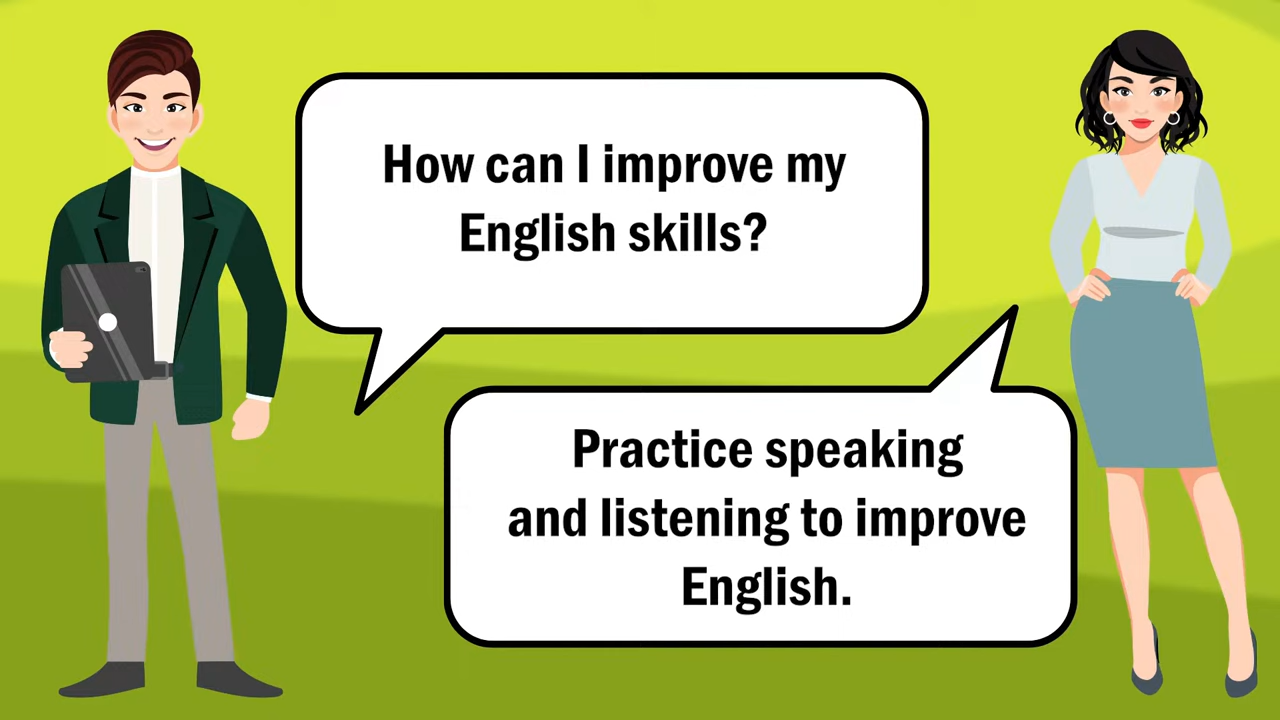 How can I improve my
English skills?
Practice speaking
and listening to improve
English.